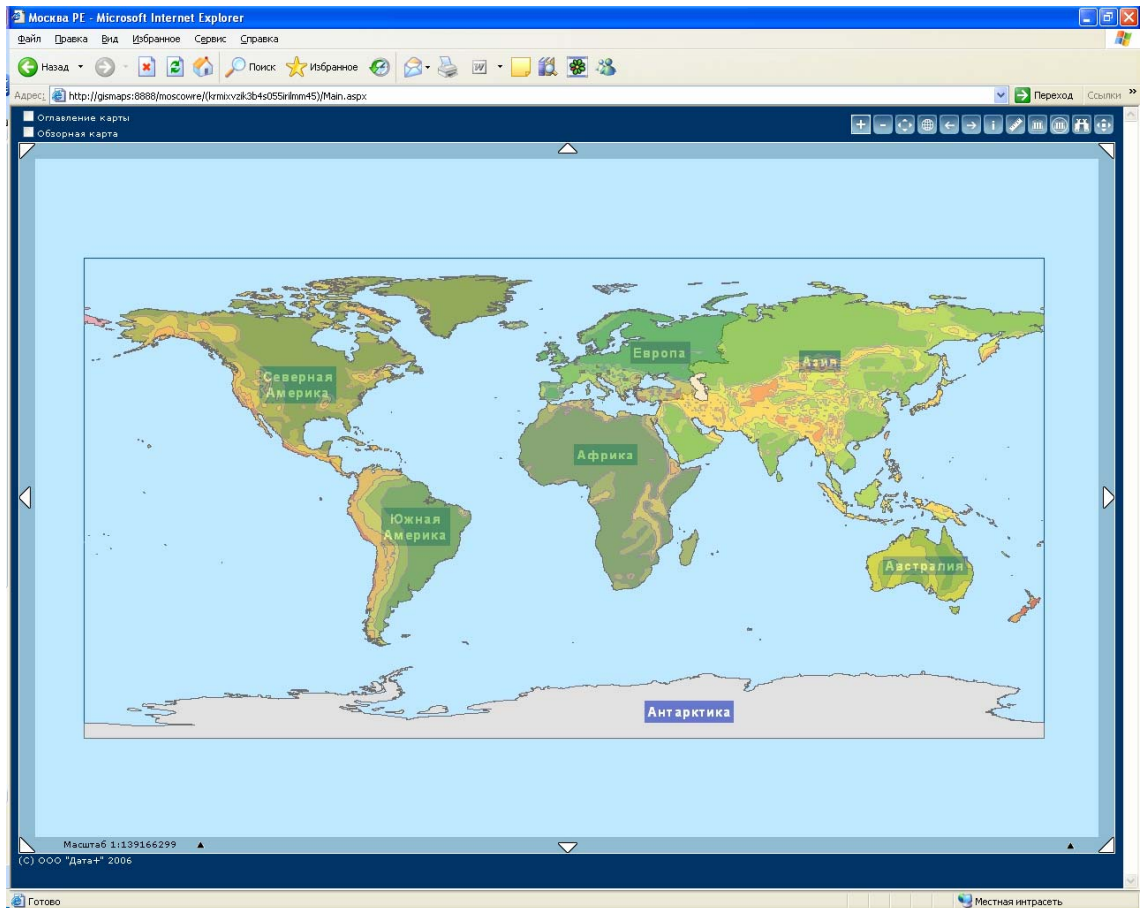 Москва РЕ - Microsoft Internet Explorer
Файл Правка Вид Избранное Сервис Справка
Назад Поиск Избранное
Адрес: http://gismaps:8888/moscowre/(krmixvzik3b4s055irilmm45)/Main.aspx Переход Ссылки »
Оглавление карты
Обзорная карта
Европа
Азия
Северная
Америка
Африка
Южная
Америка
Австралия
Антарктика
Масштаб 1:139166299
(C) ООО "Дата+" 2006
Готово Местная интрасеть